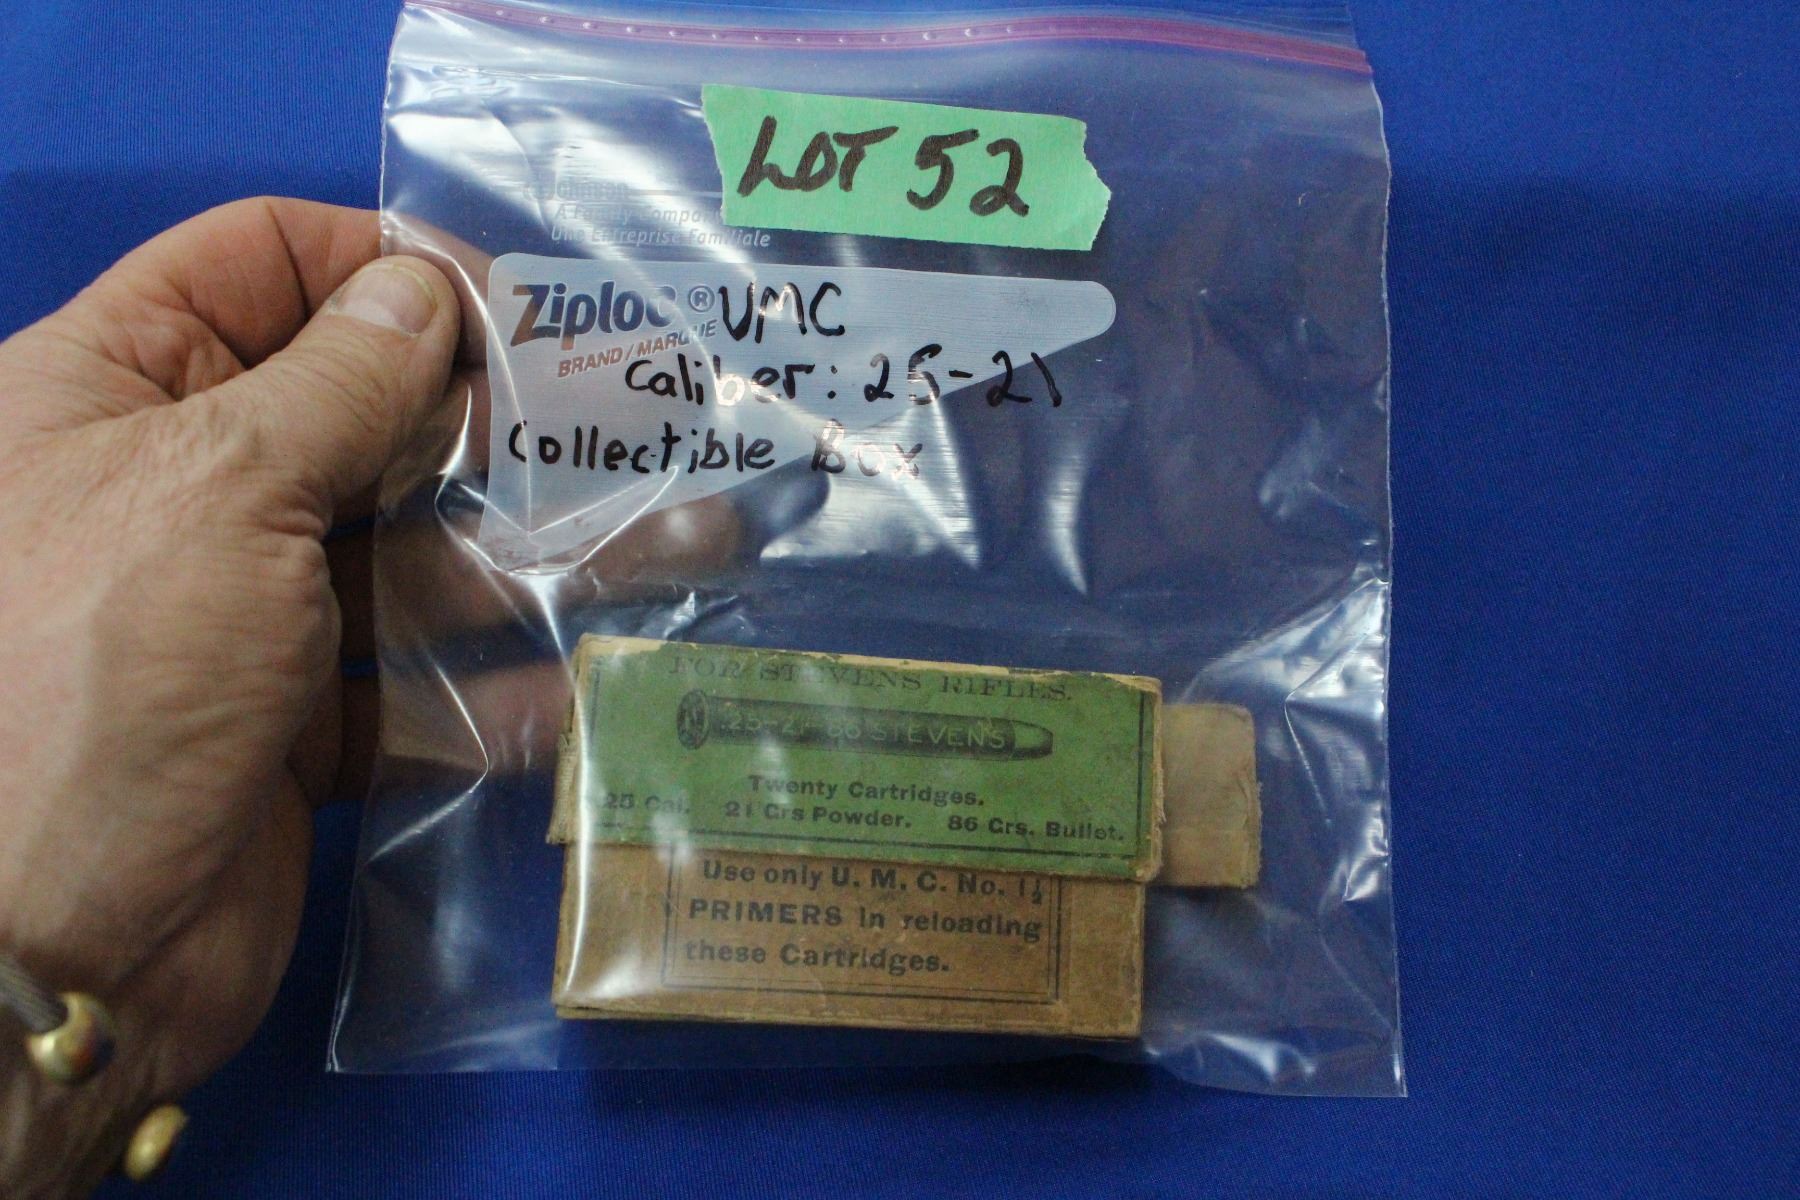 LOT 52
Johnson
A Family Company
Une Entreprise Familiale
Ziploc® UMC
BRAND / MARQUE
Caliber: 25-21
Collectible Box
FOR STEVENS RIFLES.
.25-21-86 STEVENS
Twenty Cartridges.
.25 Cal. 21 Grs Powder. 86 Grs. Bullet.
Use only U. M. C. No. 1½
PRIMERS in reloading
these Cartridges.